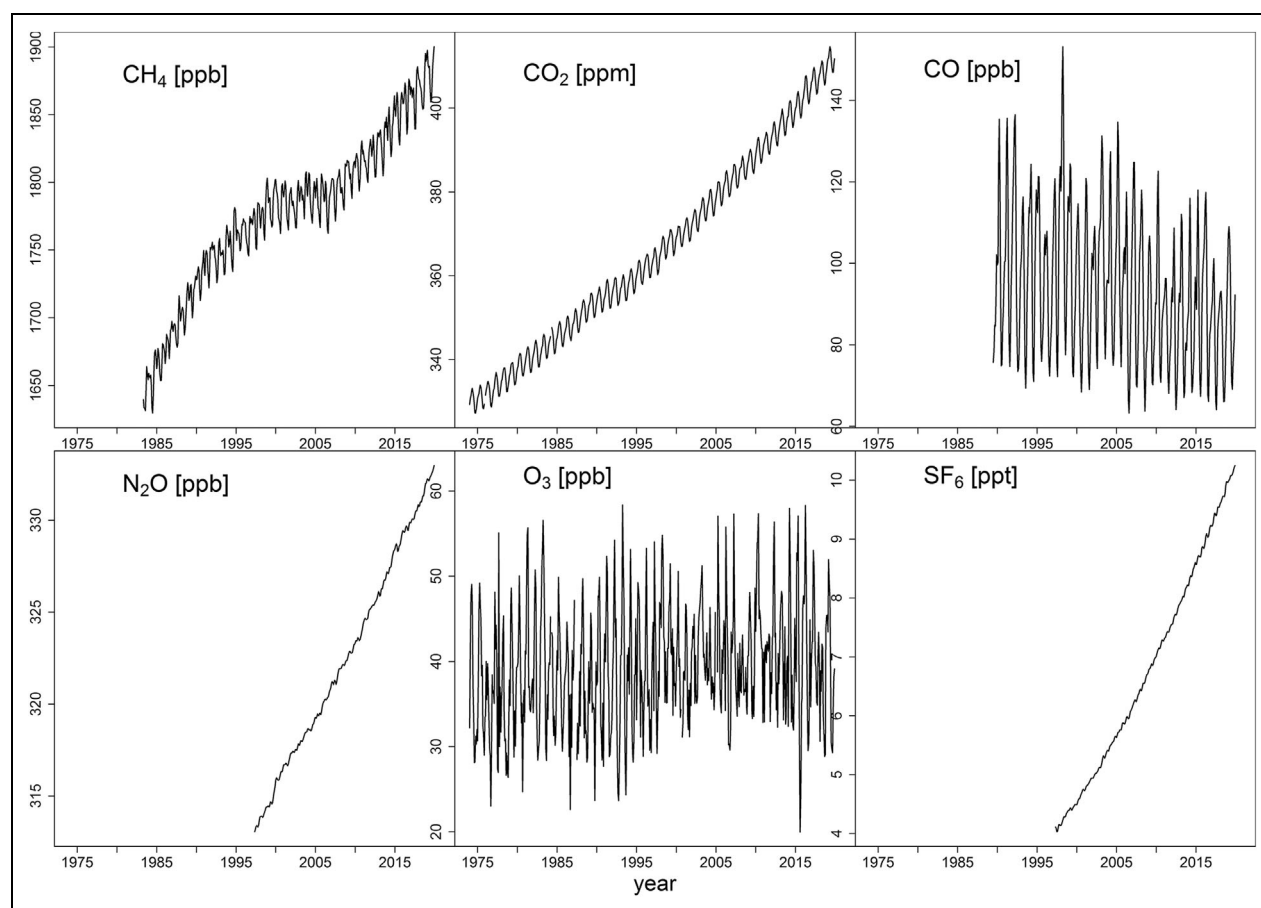 CH₄ [ppb]
1900
1850
1800
1750
1700
1650
1975 1985 1995 2005 2015
CO₂ [ppm]
400
380
360
340
1975 1985 1995 2005 2015
CO [ppb]
140
120
100
80
60
1975 1985 1995 2005 2015
N₂O [ppb]
330
325
320
315
1975 1985 1995 2005 2015
O₃ [ppb]
60
50
40
30
20
1975 1985 1995 2005 2015
SF₆ [ppt]
10
9
8
7
6
5
4
1975 1985 1995 2005 2015
year